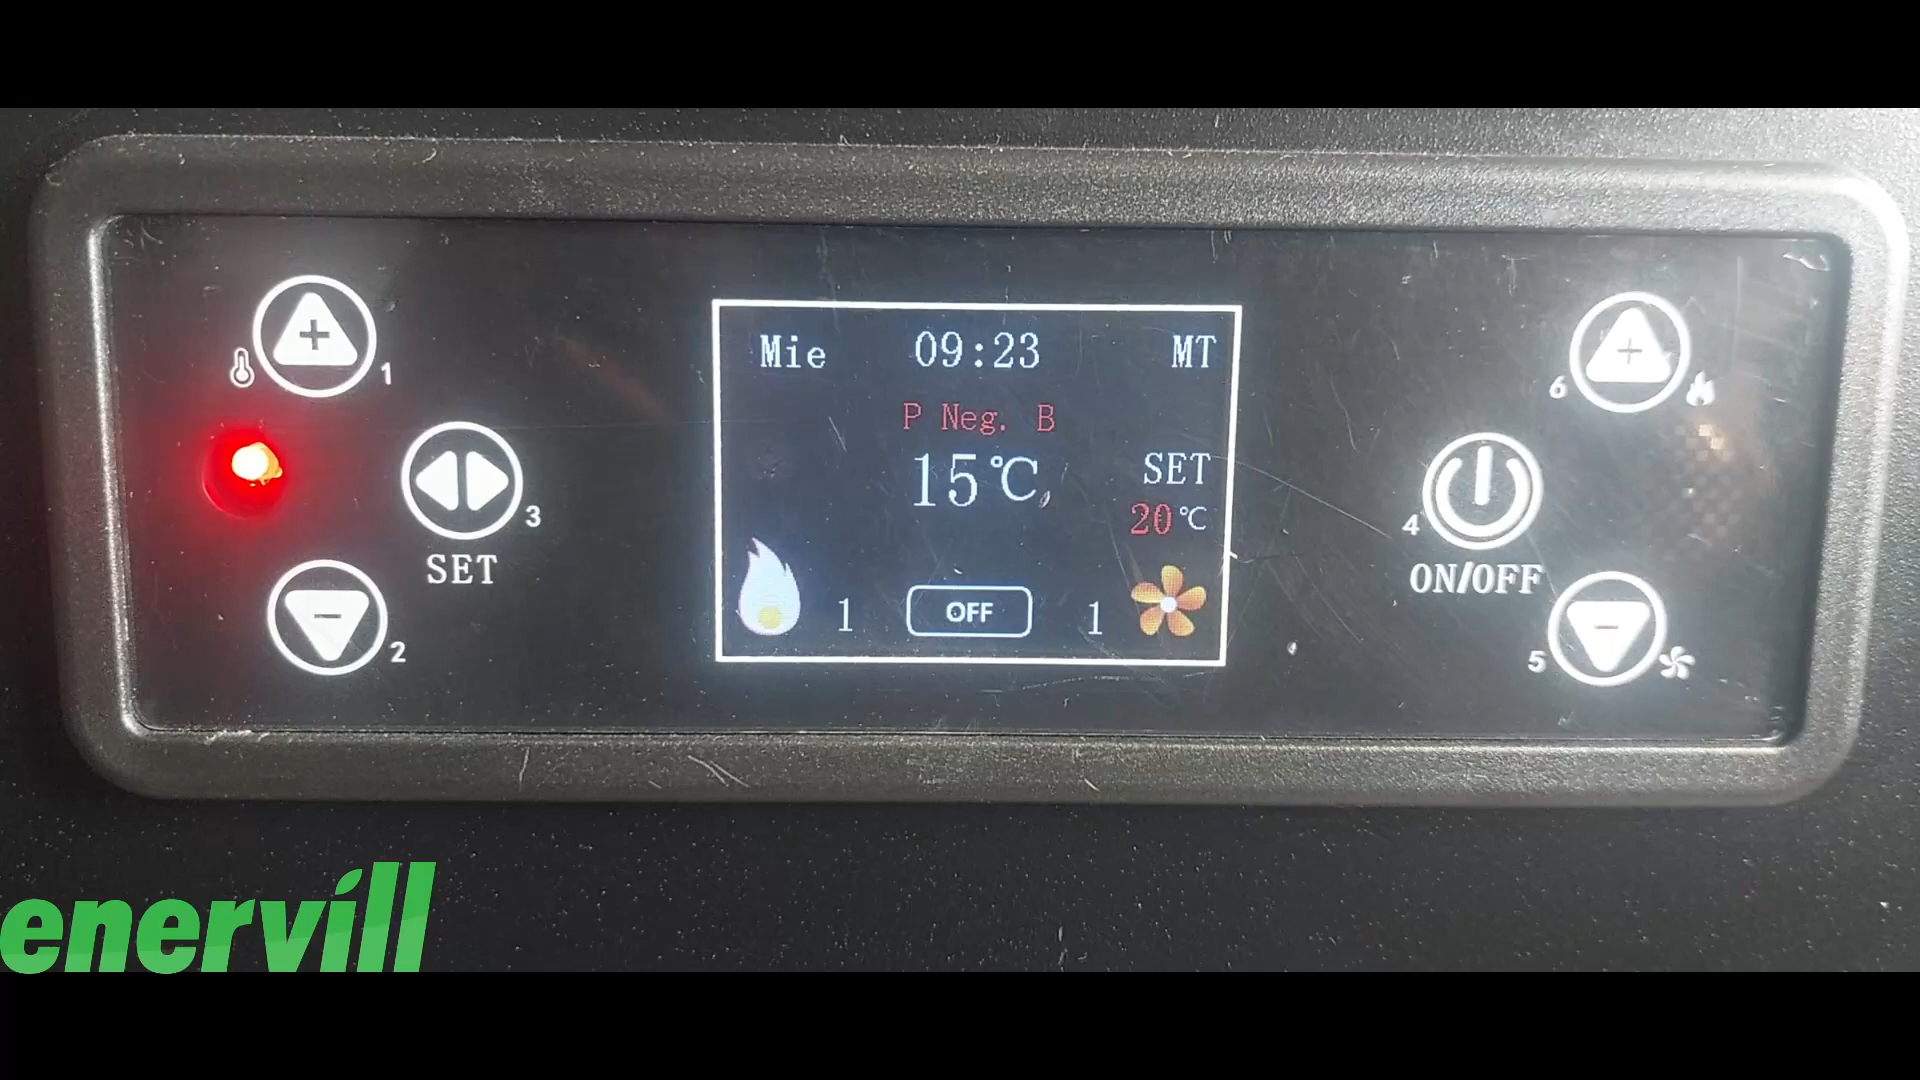 Mie 09:23 MT
P Neg. B
15℃
SET
20℃
1 OFF 1
1
3
SET
2
6
4
ON/OFF
5
enervill